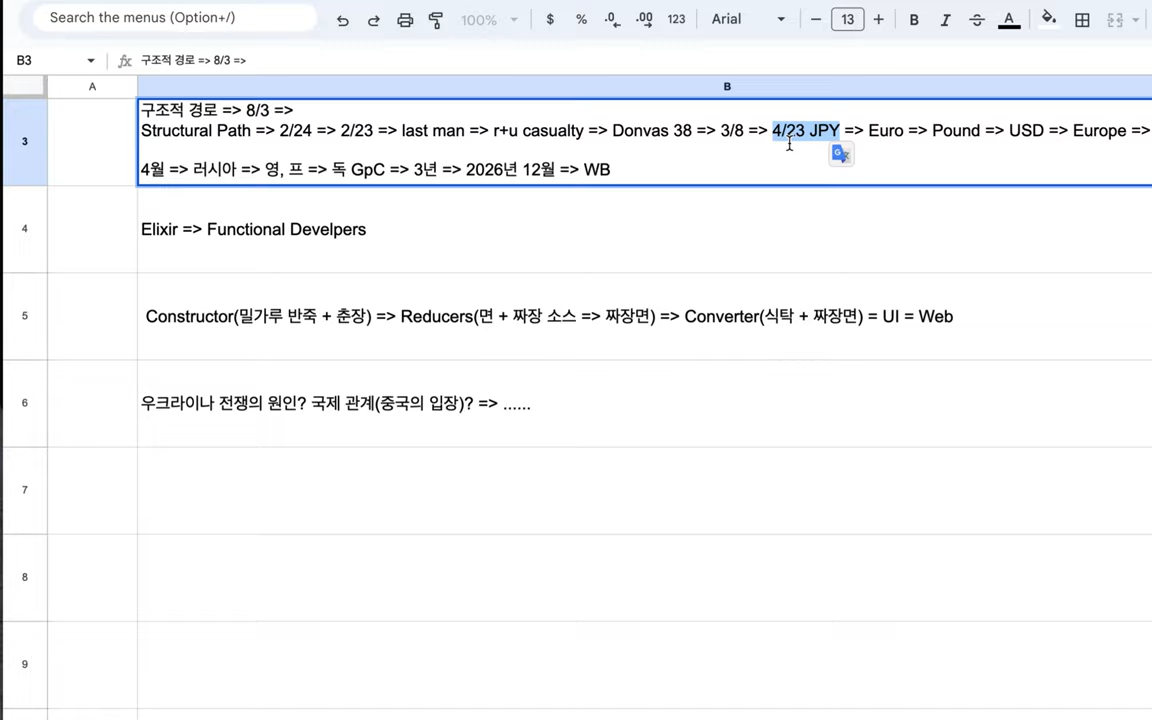 Search the menus (Option+/)
100%
$ % .0 .00 123 Arial 13 B I A
B3 fx 구조적 경로 => 8/3 =>
A B
3
구조적 경로 => 8/3 =>
Structural Path => 2/24 => 2/23 => last man => r+u casualty => Donvas 38 => 3/8 => 4/23 JPY => Euro => Pound => USD => Europe =>
4월 => 러시아 => 영, 프 => 독 GpC => 3년 => 2026년 12월 => WB
4 Elixir => Functional Develpers
5 Constructor(밀가루 반죽 + 춘장) => Reducers(면 + 짜장 소스 => 짜장면) => Converter(식탁 + 짜장면) = UI = Web
6 우크라이나 전쟁의 원인? 국제 관계(중국의 입장)? => ......
7
8
9